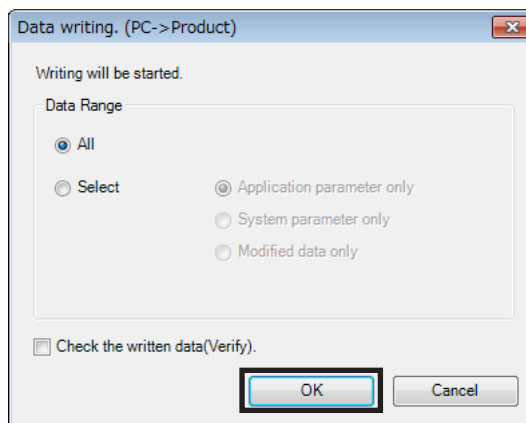 Data writing. (PC->Product)
Writing will be started.
Data Range
All
Select
Application parameter only
System parameter only
Modified data only
Check the written data(Verify).
OK
Cancel